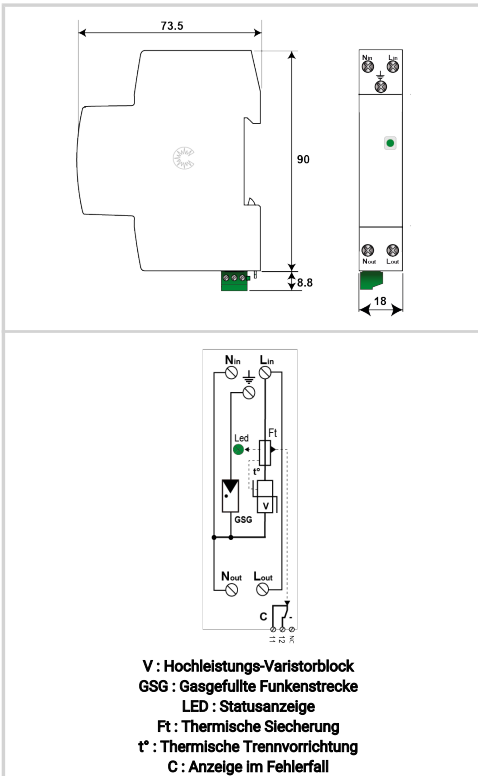 73.5
Nin Lin
90
8.8
Nout Lout
18
Nin Lin
Led
Ft
t°
V
GSG
Nout Lout
C
11 12 NC
V : Hochleistungs-Varistorblock
GSG : Gasgefullte Funkenstrecke
LED : Statusanzeige
Ft : Thermische Siecherung
t° : Thermische Trennvorrichtung
C : Anzeige im Fehlerfall